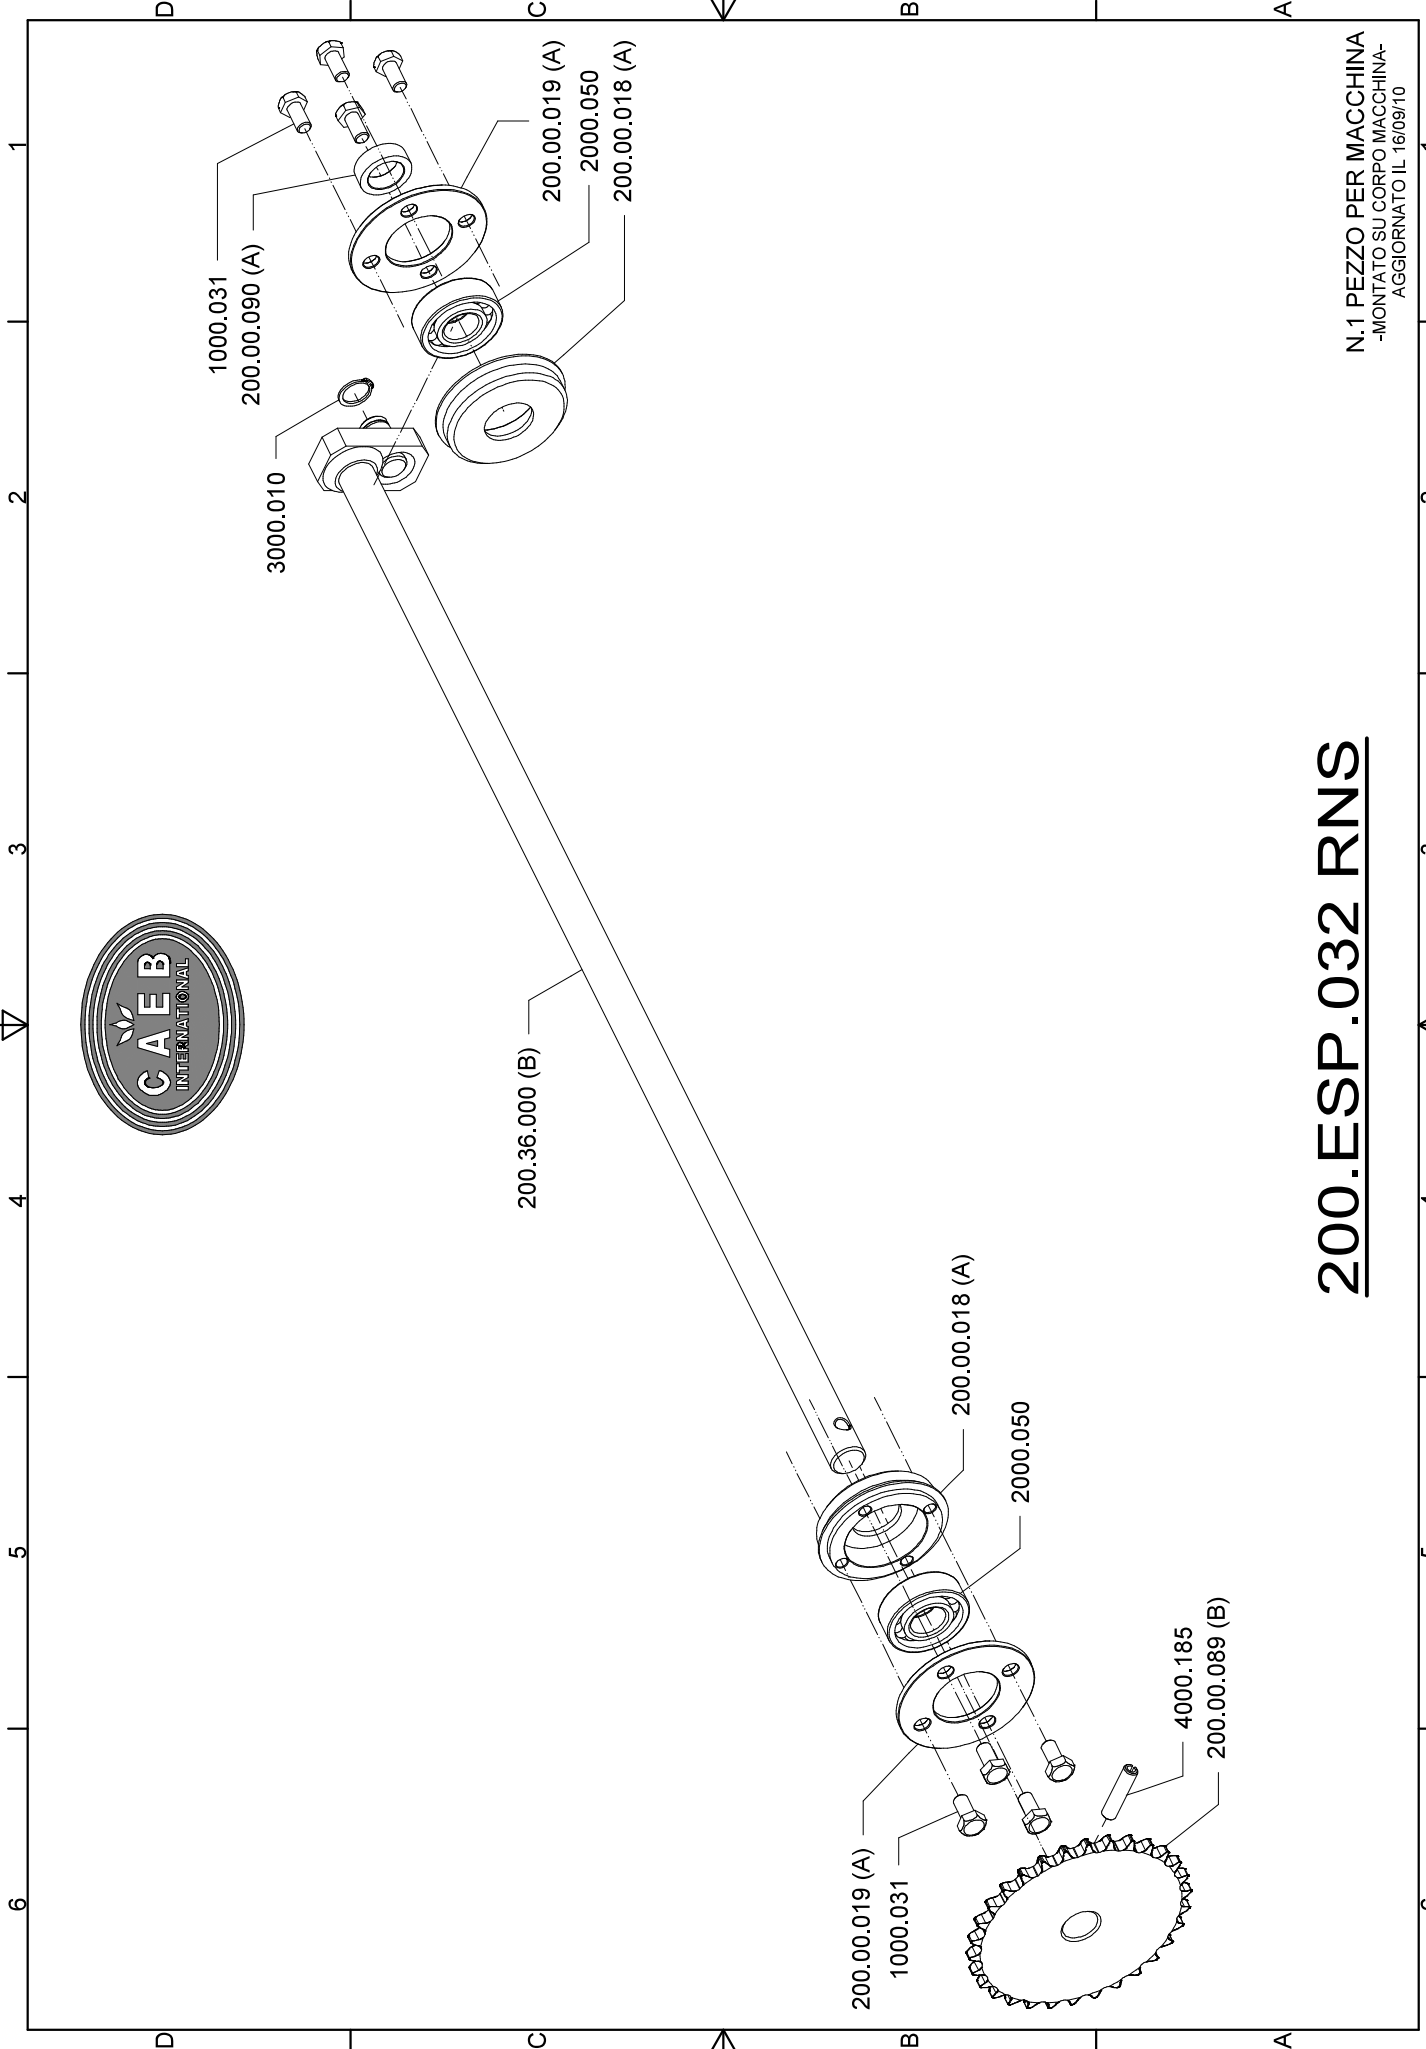 D
C
B
A
1
2
3
4
5
6
CAEB
INTERNATIONAL
1000.031
200.00.090 (A)
3000.010
200.00.019 (A)
2000.050
200.00.018 (A)
200.36.000 (B)
200.00.018 (A)
2000.050
200.00.019 (A)
1000.031
4000.185
200.00.089 (B)
N.1 PEZZO PER MACCHINA
-MONTATO SU CORPO MACCHINA-
AGGIORNATO IL 16/09/10
200.ESP.032 RNS
D
C
B
A